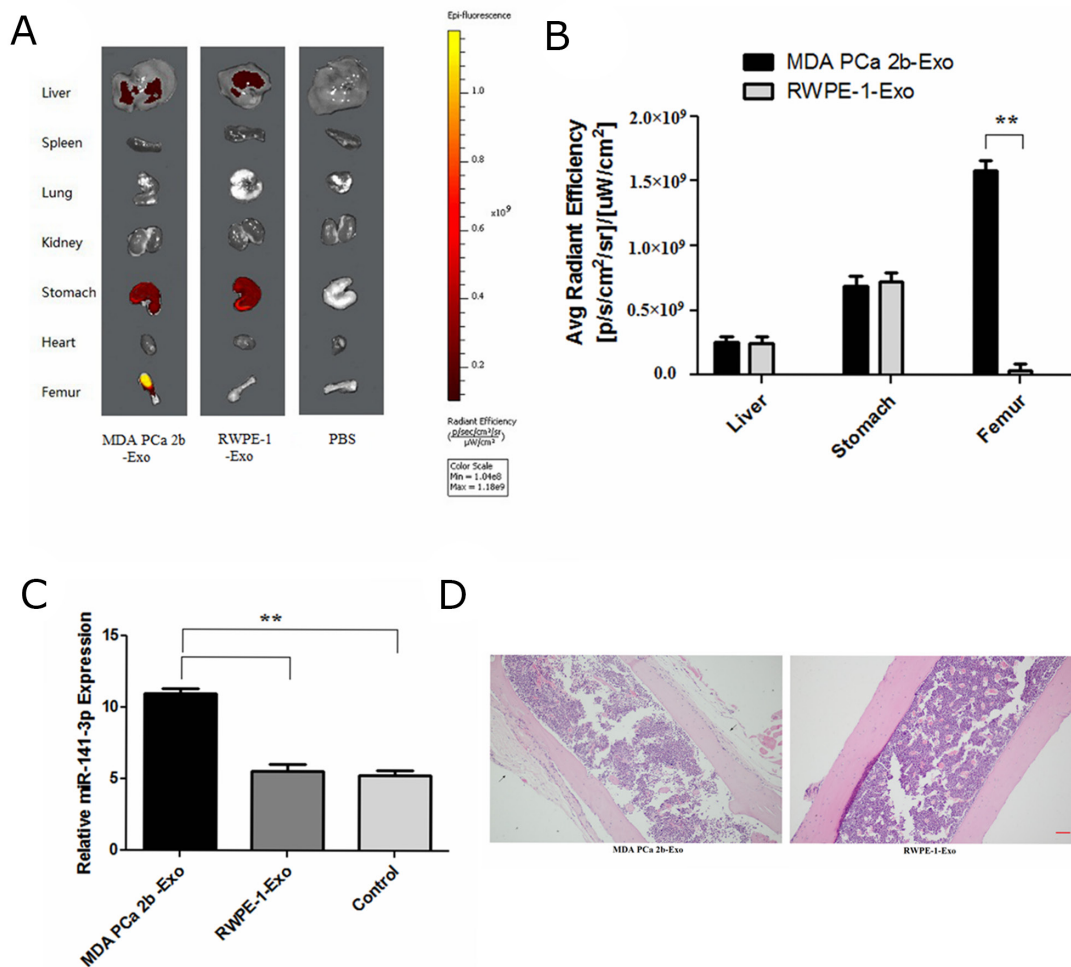 A
Epi-fluorescence
Liver
Spleen
Lung
Kidney
Stomach
Heart
Femur
MDA PCa 2b
-Exo
RWPE-1
-Exo
PBS
1.0
0.8
x10⁹
0.6
0.4
0.2
Radiant Efficiency
(p/sec/cm²/sr / μW/cm²)
Color Scale
Min = 1.04e8
Max = 1.18e9
B
MDA PCa 2b-Exo
RWPE-1-Exo
Avg Radiant Efficiency
[p/s/cm²/sr]/[uW/cm²]
2.0×10⁹
1.5×10⁹
1.0×10⁹
0.5×10⁹
0.0
**
Liver
Stomach
Femur
C
Relative miR-141-3p Expression
15
10
5
0
**
MDA PCa 2b -Exo
RWPE-1-Exo
Control
D
MDA PCa 2b-Exo
RWPE-1-Exo